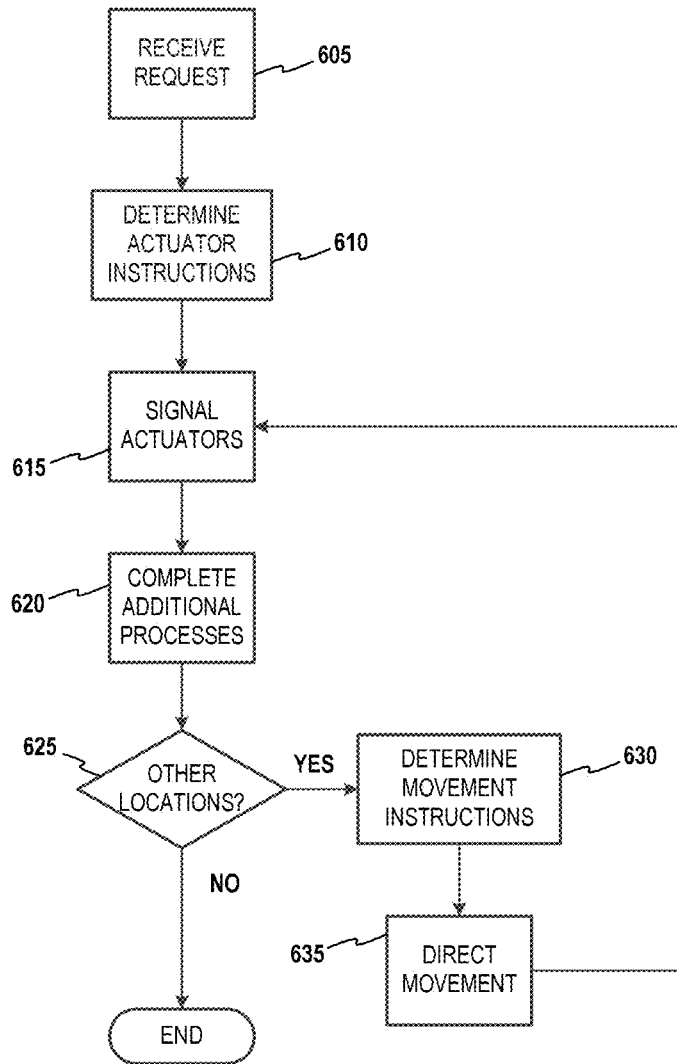 RECEIVE
REQUEST
605
DETERMINE
ACTUATOR
INSTRUCTIONS
610
SIGNAL
ACTUATORS
615
COMPLETE
ADDITIONAL
PROCESSES
620
625
OTHER
LOCATIONS?
YES
DETERMINE
MOVEMENT
INSTRUCTIONS
630
NO
635
DIRECT
MOVEMENT
END